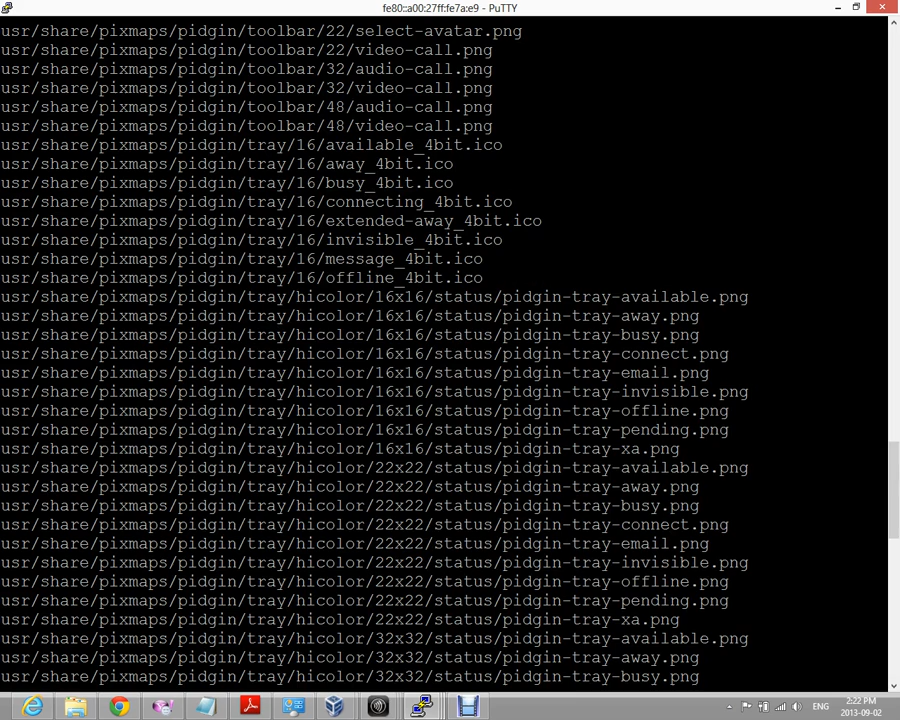 fe80::a00:27ff:fe7a:e9 - PuTTY
usr/share/pixmaps/pidgin/toolbar/22/select-avatar.png
usr/share/pixmaps/pidgin/toolbar/22/video-call.png
usr/share/pixmaps/pidgin/toolbar/32/audio-call.png
usr/share/pixmaps/pidgin/toolbar/32/video-call.png
usr/share/pixmaps/pidgin/toolbar/48/audio-call.png
usr/share/pixmaps/pidgin/toolbar/48/video-call.png
usr/share/pixmaps/pidgin/tray/16/available_4bit.ico
usr/share/pixmaps/pidgin/tray/16/away_4bit.ico
usr/share/pixmaps/pidgin/tray/16/busy_4bit.ico
usr/share/pixmaps/pidgin/tray/16/connecting_4bit.ico
usr/share/pixmaps/pidgin/tray/16/extended-away_4bit.ico
usr/share/pixmaps/pidgin/tray/16/invisible_4bit.ico
usr/share/pixmaps/pidgin/tray/16/message_4bit.ico
usr/share/pixmaps/pidgin/tray/16/offline_4bit.ico
usr/share/pixmaps/pidgin/tray/hicolor/16x16/status/pidgin-tray-available.png
usr/share/pixmaps/pidgin/tray/hicolor/16x16/status/pidgin-tray-away.png
usr/share/pixmaps/pidgin/tray/hicolor/16x16/status/pidgin-tray-busy.png
usr/share/pixmaps/pidgin/tray/hicolor/16x16/status/pidgin-tray-connect.png
usr/share/pixmaps/pidgin/tray/hicolor/16x16/status/pidgin-tray-email.png
usr/share/pixmaps/pidgin/tray/hicolor/16x16/status/pidgin-tray-invisible.png
usr/share/pixmaps/pidgin/tray/hicolor/16x16/status/pidgin-tray-offline.png
usr/share/pixmaps/pidgin/tray/hicolor/16x16/status/pidgin-tray-pending.png
usr/share/pixmaps/pidgin/tray/hicolor/16x16/status/pidgin-tray-xa.png
usr/share/pixmaps/pidgin/tray/hicolor/22x22/status/pidgin-tray-available.png
usr/share/pixmaps/pidgin/tray/hicolor/22x22/status/pidgin-tray-away.png
usr/share/pixmaps/pidgin/tray/hicolor/22x22/status/pidgin-tray-busy.png
usr/share/pixmaps/pidgin/tray/hicolor/22x22/status/pidgin-tray-connect.png
usr/share/pixmaps/pidgin/tray/hicolor/22x22/status/pidgin-tray-email.png
usr/share/pixmaps/pidgin/tray/hicolor/22x22/status/pidgin-tray-invisible.png
usr/share/pixmaps/pidgin/tray/hicolor/22x22/status/pidgin-tray-offline.png
usr/share/pixmaps/pidgin/tray/hicolor/22x22/status/pidgin-tray-pending.png
usr/share/pixmaps/pidgin/tray/hicolor/22x22/status/pidgin-tray-xa.png
usr/share/pixmaps/pidgin/tray/hicolor/32x32/status/pidgin-tray-available.png
usr/share/pixmaps/pidgin/tray/hicolor/32x32/status/pidgin-tray-away.png
usr/share/pixmaps/pidgin/tray/hicolor/32x32/status/pidgin-tray-busy.png
ENG
2:22 PM
2013-09-02